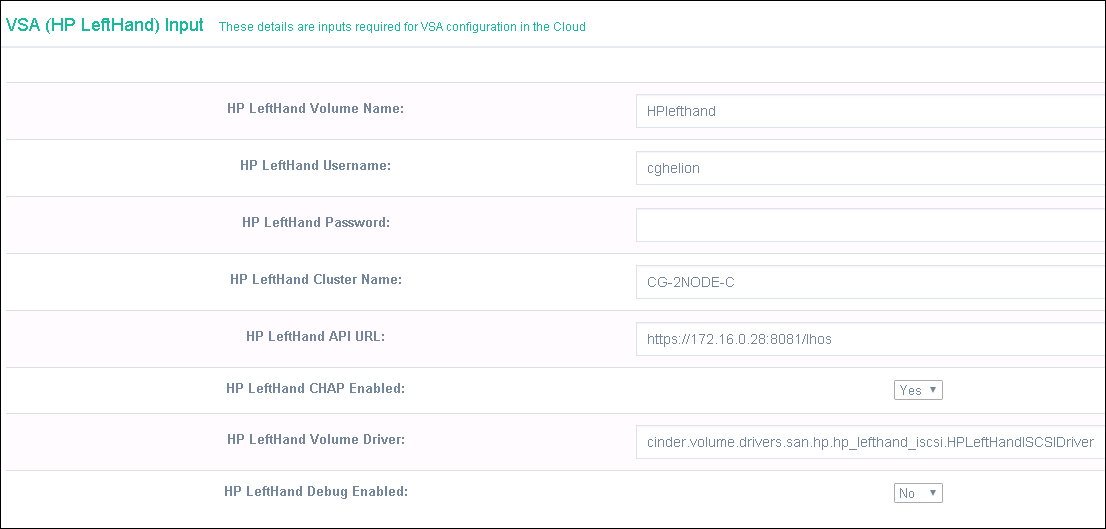 VSA (HP LeftHand) Input These details are inputs required for VSA configuration in the Cloud
HP LeftHand Volume Name: HPlefthand
HP LeftHand Username: cghelion
HP LeftHand Password:
HP LeftHand Cluster Name: CG-2NODE-C
HP LeftHand API URL: https://172.16.0.28:8081/lhos
HP LeftHand CHAP Enabled: Yes
HP LeftHand Volume Driver: cinder.volume.drivers.san.hp.hp_lefthand_iscsi.HPLeftHandISCSIDriver
HP LeftHand Debug Enabled: No